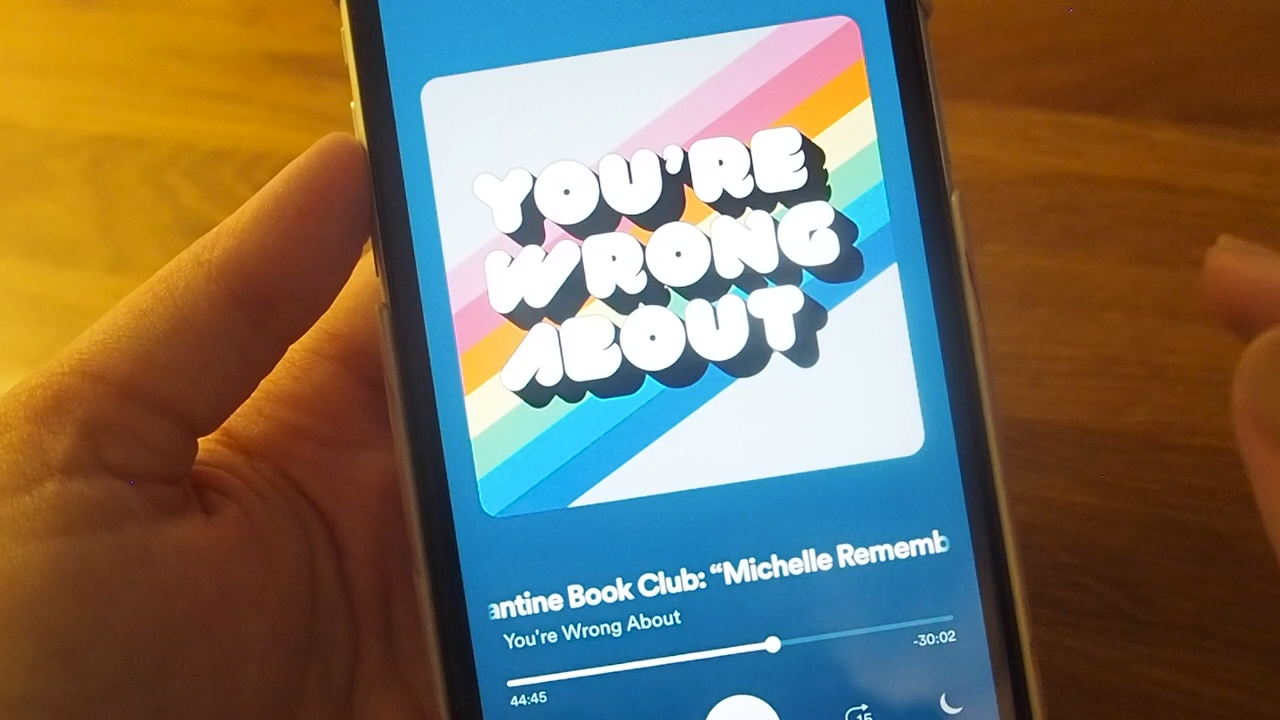 YOU'RE
WRONG
ABOUT
antine Book Club: “Michelle Rememb
You're Wrong About
44:45
-30:02
15